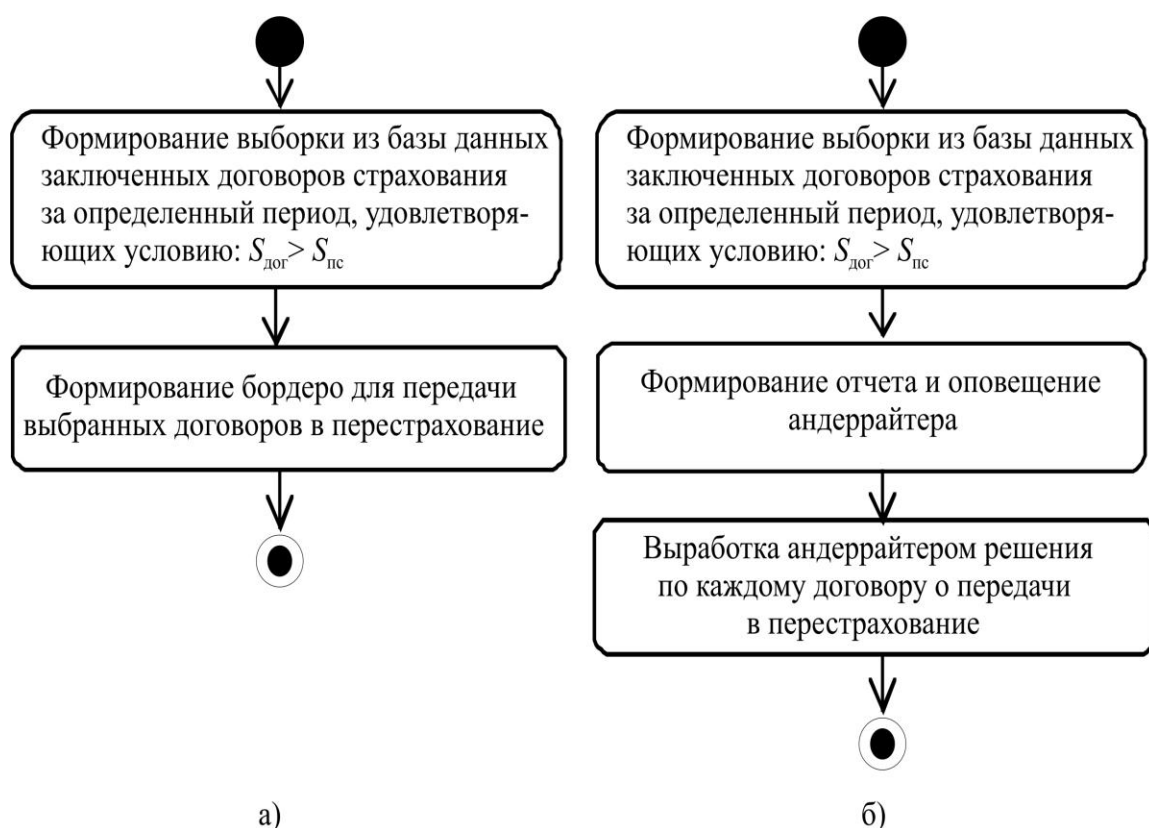 Формирование выборки из базы данных
заключенных договоров страхования
за определенный период, удовлетворя-
ющих условию: Sдог> Sпс
Формирование бордеро для передачи
выбранных договоров в перестрахование
а)
Формирование выборки из базы данных
заключенных договоров страхования
за определенный период, удовлетворя-
ющих условию: Sдог> Sпс
Формирование отчета и оповещение
андеррайтера
Выработка андеррайтером решения
по каждому договору о передачи
в перестрахование
б)